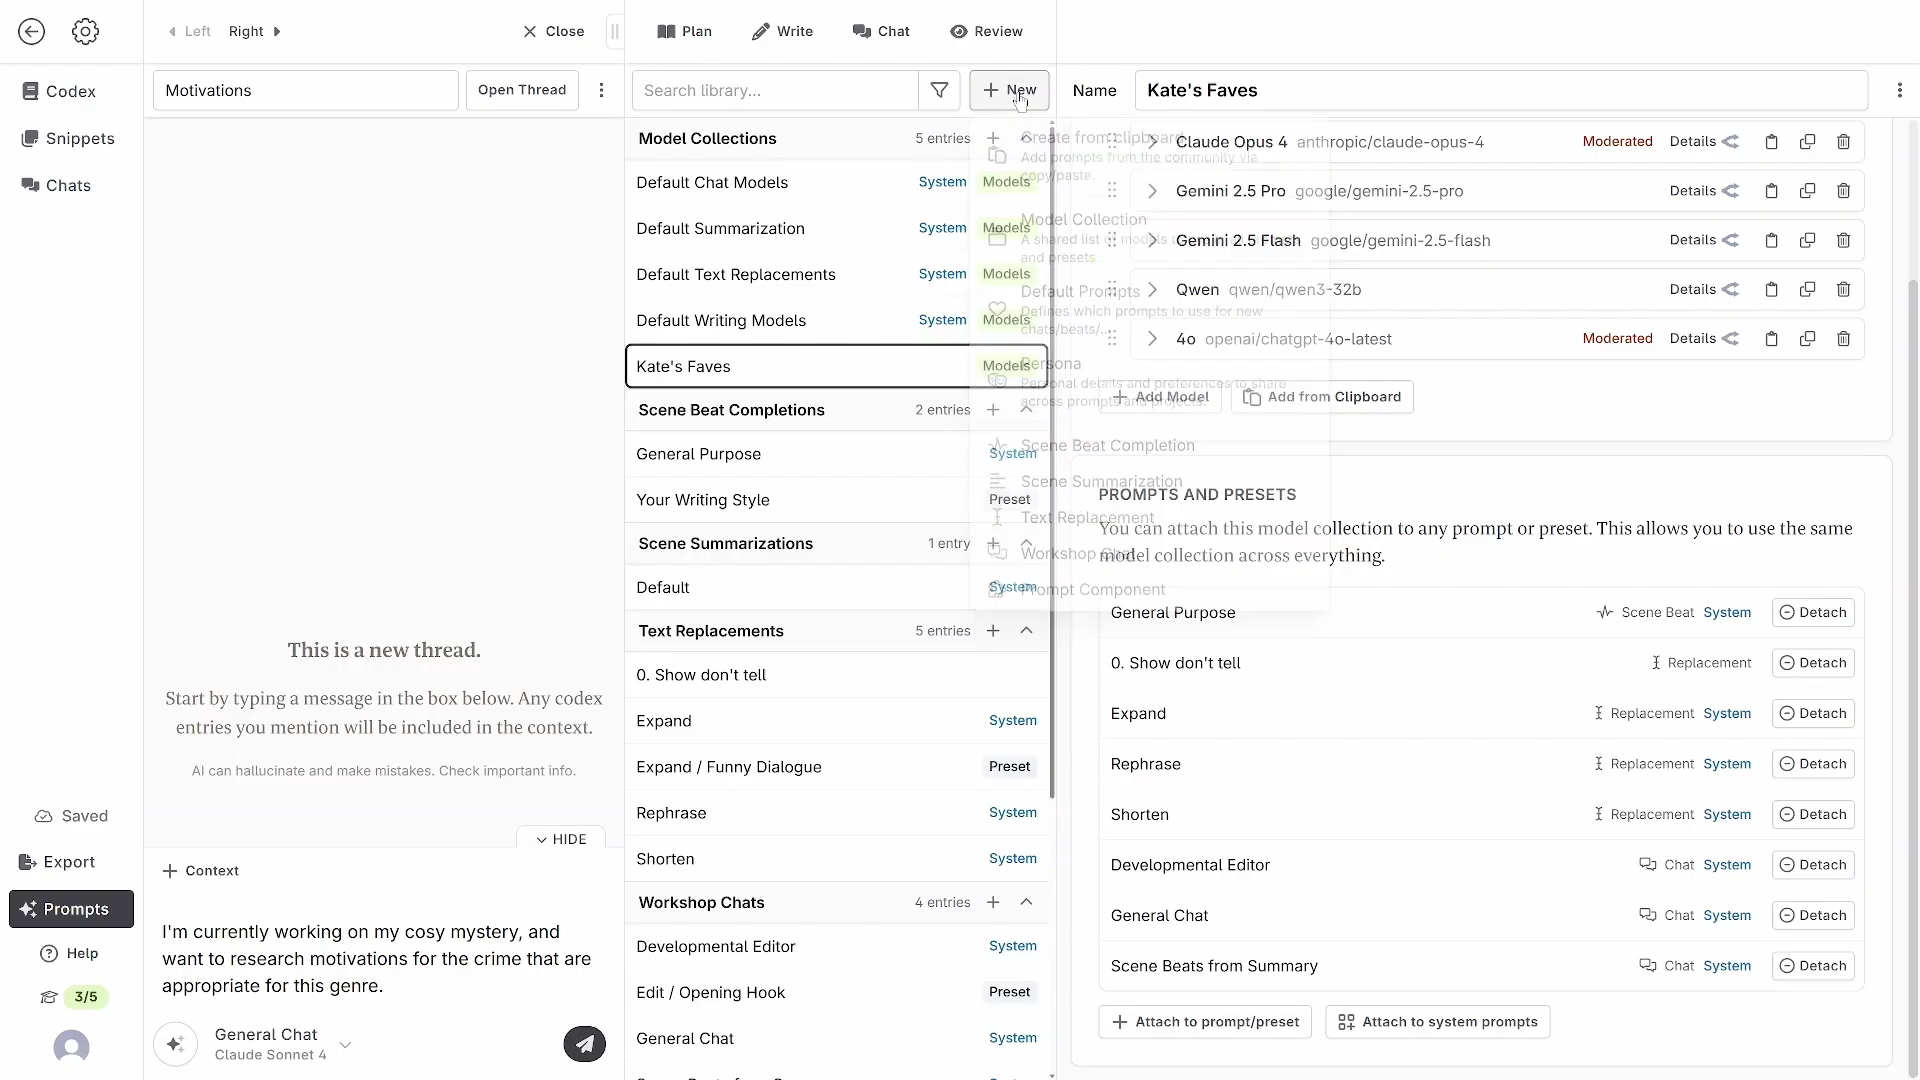 Left
Right
Close
Plan
Write
Chat
Review
Codex
Snippets
Chats
Saved
Export
Prompts
Help
3/5
Motivations
Open Thread
This is a new thread.
Start by typing a message in the box below. Any codex
entries you mention will be included in the context.
AI can hallucinate and make mistakes. Check important info.
HIDE
Context
I'm currently working on my cosy mystery, and
want to research motivations for the crime that are
appropriate for this genre.
General Chat
Claude Sonnet 4
Search library...
New
Model Collections 5 entries
Default Chat Models System Models
Default Summarization System Models
Default Text Replacements System Models
Default Writing Models System Models
Kate's Faves Models
Scene Beat Completions 2 entries
General Purpose System
Your Writing Style Preset
Scene Summarizations 1 entry
Default System
Text Replacements 5 entries
0. Show don't tell
Expand System
Expand / Funny Dialogue Preset
Rephrase System
Shorten System
Workshop Chats 4 entries
Developmental Editor System
Edit / Opening Hook Preset
General Chat System
Create from clipboard
Add prompts from the community via
copy/paste.
Model Collection
A shared list of models
and presets.
Default Prompts
Defines which prompts to use for new
chats/beats/...
Persona
Personal details and preferences to share
across prompts and projects.
Scene Beat Completion
Scene Summarization
Text Replacement
Workshop Chat
Prompt Component
Name Kate's Faves
Claude Opus 4 anthropic/claude-opus-4 Moderated Details
Gemini 2.5 Pro google/gemini-2.5-pro Details
Gemini 2.5 Flash google/gemini-2.5-flash Details
Qwen qwen/qwen3-32b Details
4o openai/chatgpt-4o-latest Moderated Details
Add Model Add from Clipboard
PROMPTS AND PRESETS
You can attach this model collection to any prompt or preset. This allows you to use the same
model collection across everything.
General Purpose Scene Beat System Detach
0. Show don't tell Replacement Detach
Expand Replacement System Detach
Rephrase Replacement System Detach
Shorten Replacement System Detach
Developmental Editor Chat System Detach
General Chat Chat System Detach
Scene Beats from Summary Chat System Detach
Attach to prompt/preset Attach to system prompts